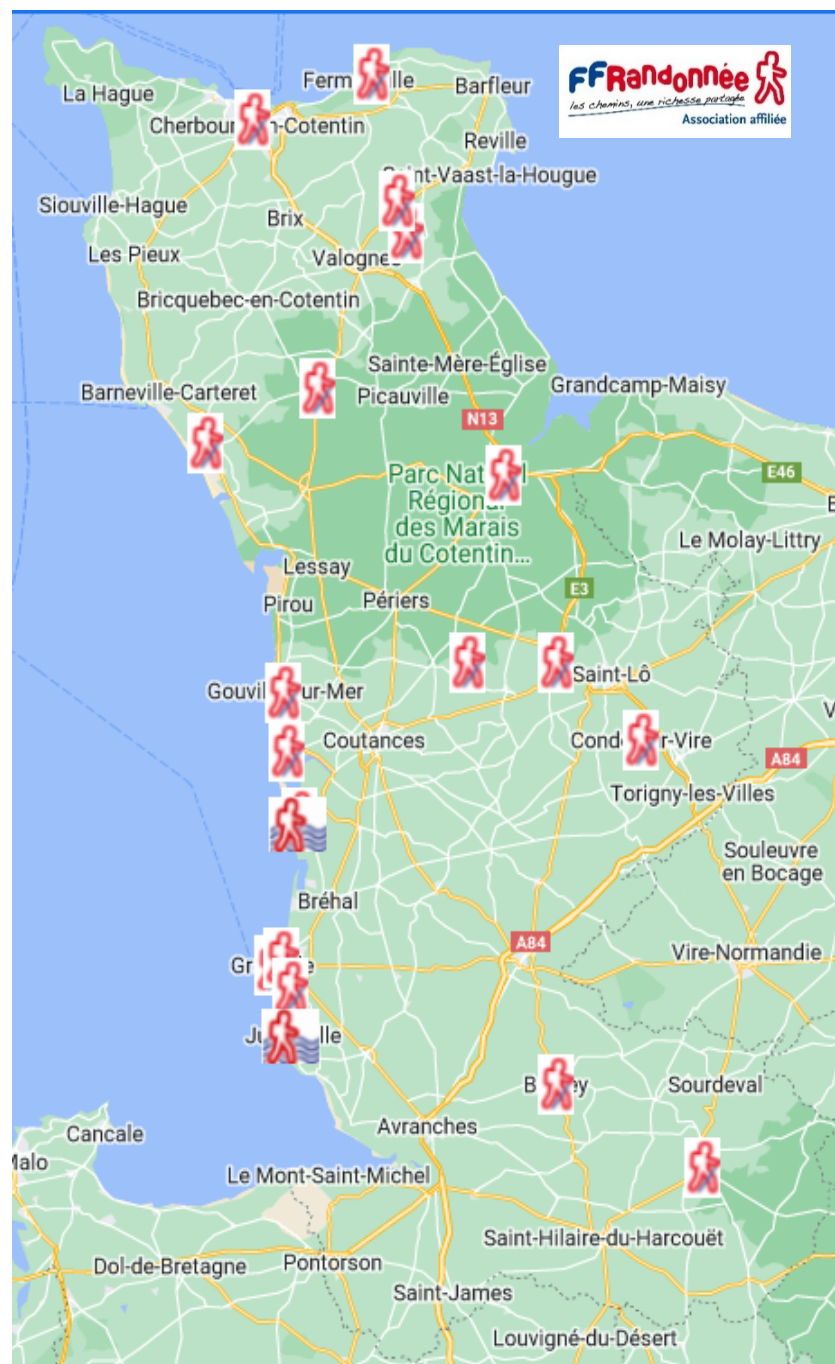 FFRandonnée
les chemins, une richesse partagée
Association affiliée
La Hague
Barfleur
Reville
Siouville-Hague
Brix
Les Pieux
Bricquebec-en-Cotentin
Sainte-Mère-Église
Grandcamp-Maisy
Barneville-Carteret
Picauville
N13
E46
Parc Nat
Régional
des Marais
du Cotentin...
Le Molay-Littry
Lessay
E3
Pirou
Périers
Saint-Lô
Coutances
A84
Torigny-les-Villes
Souleuvre
en Bocage
Bréhal
A84
Vire-Normandie
Sourdeval
Avranches
Cancale
Malo
Le Mont-Saint-Michel
Saint-Hilaire-du-Harcouët
Dol-de-Bretagne
Pontorson
Saint-James
Louvigné-du-Désert